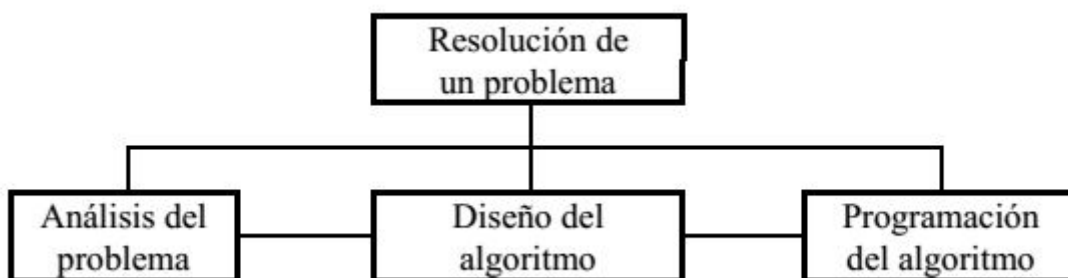 Resolución de
un problema
Análisis del
problema
Diseño del
algoritmo
Programación
del algoritmo